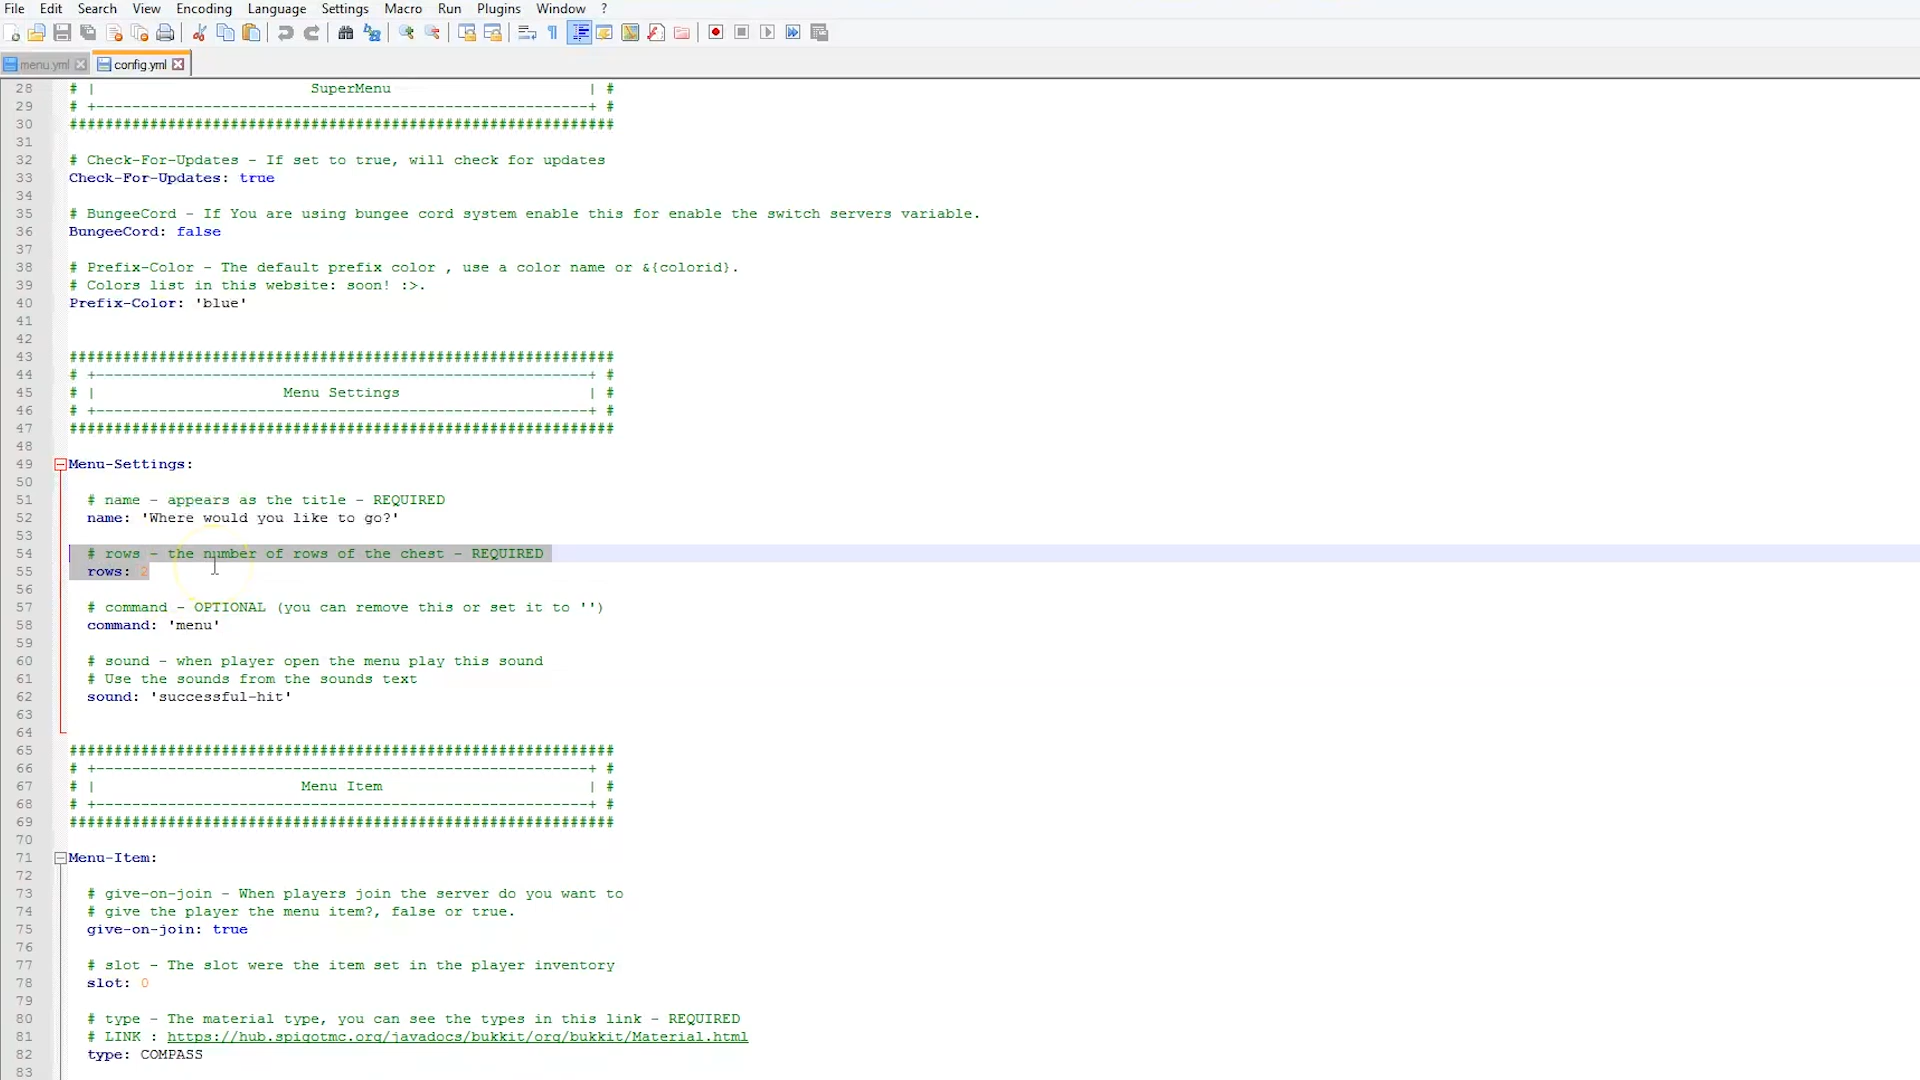 File Edit Search View Encoding Language Settings Macro Run Plugins Window ?
menu.yml config.yml
28 # | SuperMenu | #
29 # +-------------------------------------------------------+ #
30 #############################################################
31
32 # Check-For-Updates - If set to true, will check for updates
33 Check-For-Updates: true
34
35 # BungeeCord - If You are using bungee cord system enable this for enable the switch servers variable.
36 BungeeCord: false
37
38 # Prefix-Color - The default prefix color , use a color name or &{colorid}.
39 # Colors list in this website: soon! :>.
40 Prefix-Color: 'blue'
41
42
43 #############################################################
44 # +-------------------------------------------------------+ #
45 # | Menu Settings | #
46 # +-------------------------------------------------------+ #
47 #############################################################
48
49 Menu-Settings:
50
51 # name - appears as the title - REQUIRED
52 name: 'Where would you like to go?'
53
54 # rows - the number of rows of the chest - REQUIRED
55 rows: 2
56
57 # command - OPTIONAL (you can remove this or set it to '')
58 command: 'menu'
59
60 # sound - when player open the menu play this sound
61 # Use the sounds from the sounds text
62 sound: 'successful-hit'
63
64
65 #############################################################
66 # +-------------------------------------------------------+ #
67 # | Menu Item | #
68 # +-------------------------------------------------------+ #
69 #############################################################
70
71 Menu-Item:
72
73 # give-on-join - When players join the server do you want to
74 # give the player the menu item?, false or true.
75 give-on-join: true
76
77 # slot - The slot were the item set in the player inventory
78 slot: 0
79
80 # type - The material type, you can see the types in this link - REQUIRED
81 # LINK : https://hub.spigotmc.org/javadocs/bukkit/org/bukkit/Material.html
82 type: COMPASS
83